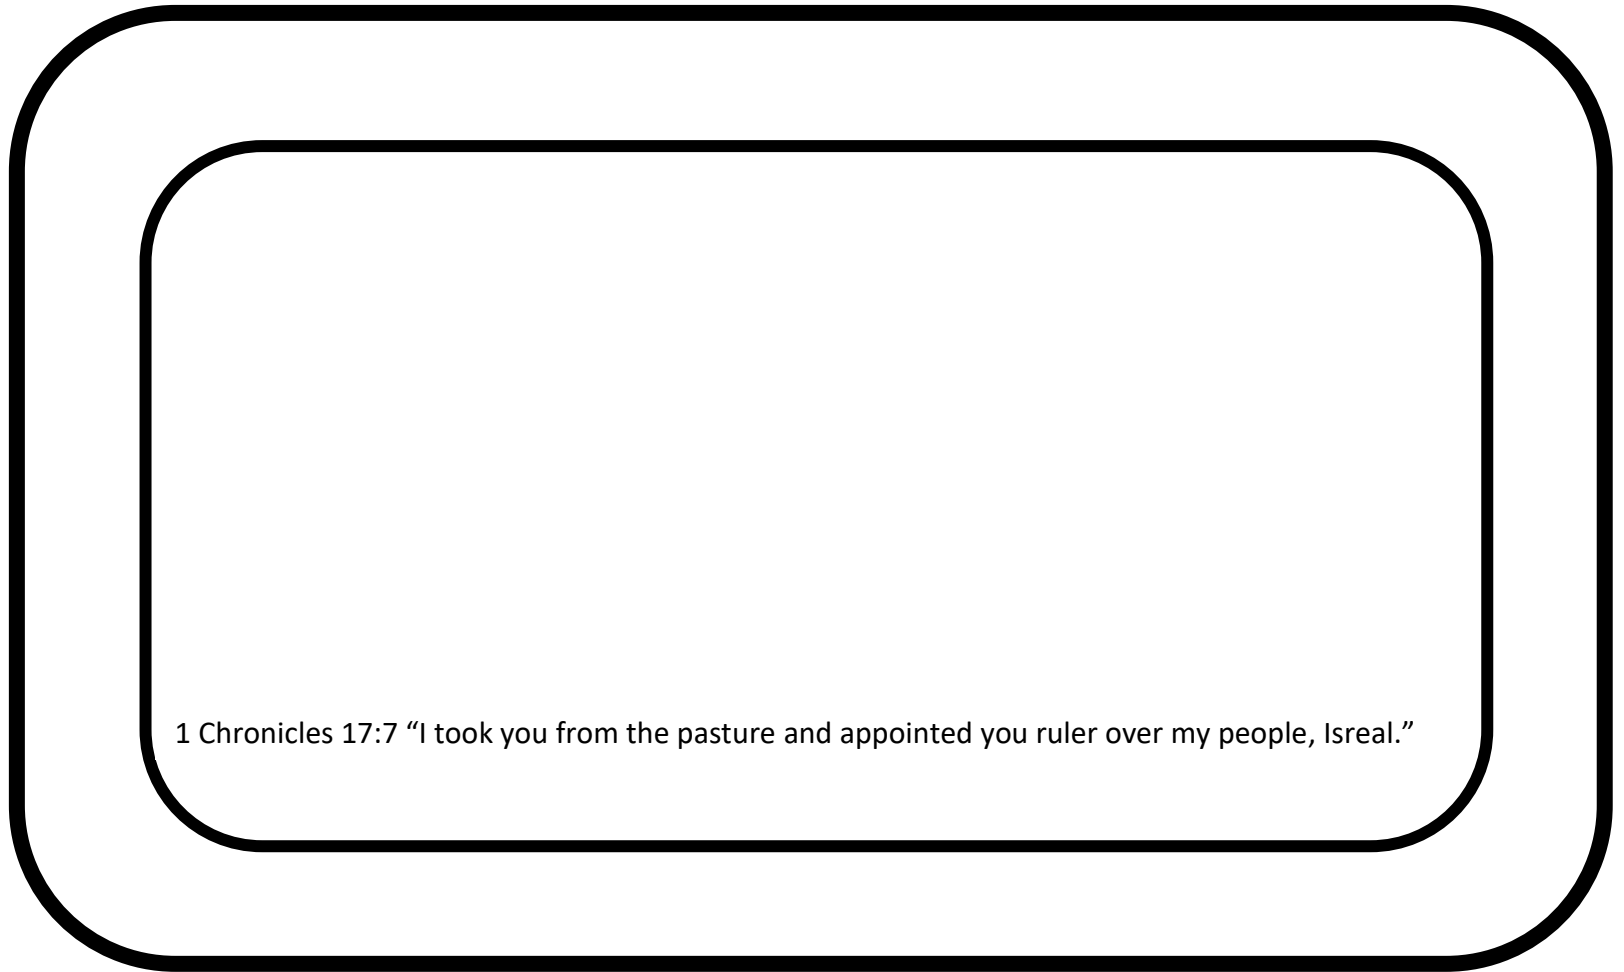 1 Chronicles 17:7 “I took you from the pasture and appointed you ruler over my people, Isreal.”